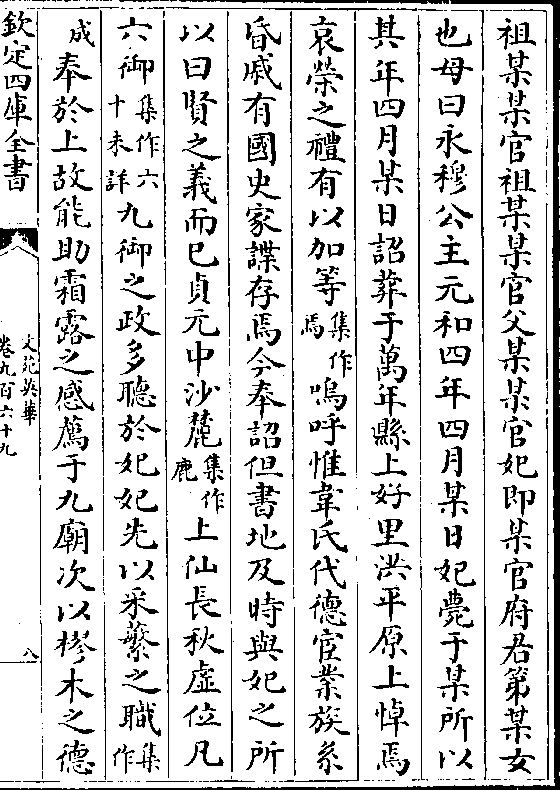 祖某某官祖某某官父某某官妃即某官府君第某女
也母曰永穆公主元和四年四月某日妃薨于某所以
其年四月某日詔葬于萬年縣上好里洪平原上悼焉
哀榮之禮有以加等集作焉嗚呼惟韋氏代德宦業族系
昏戚有國史家諜存焉今奉詔但書地及時與妃之所
以曰賢之義而已貞元中沙麓集作鹿上仙長秋虛位凡
六御集作六十未詳九御之政多聽於妃妃先以采蘩之職集作
成奉於上故能助霜露之感薦于九廟次以樛木之德
欽定四庫全書
文苑英華
卷九百六十九
八